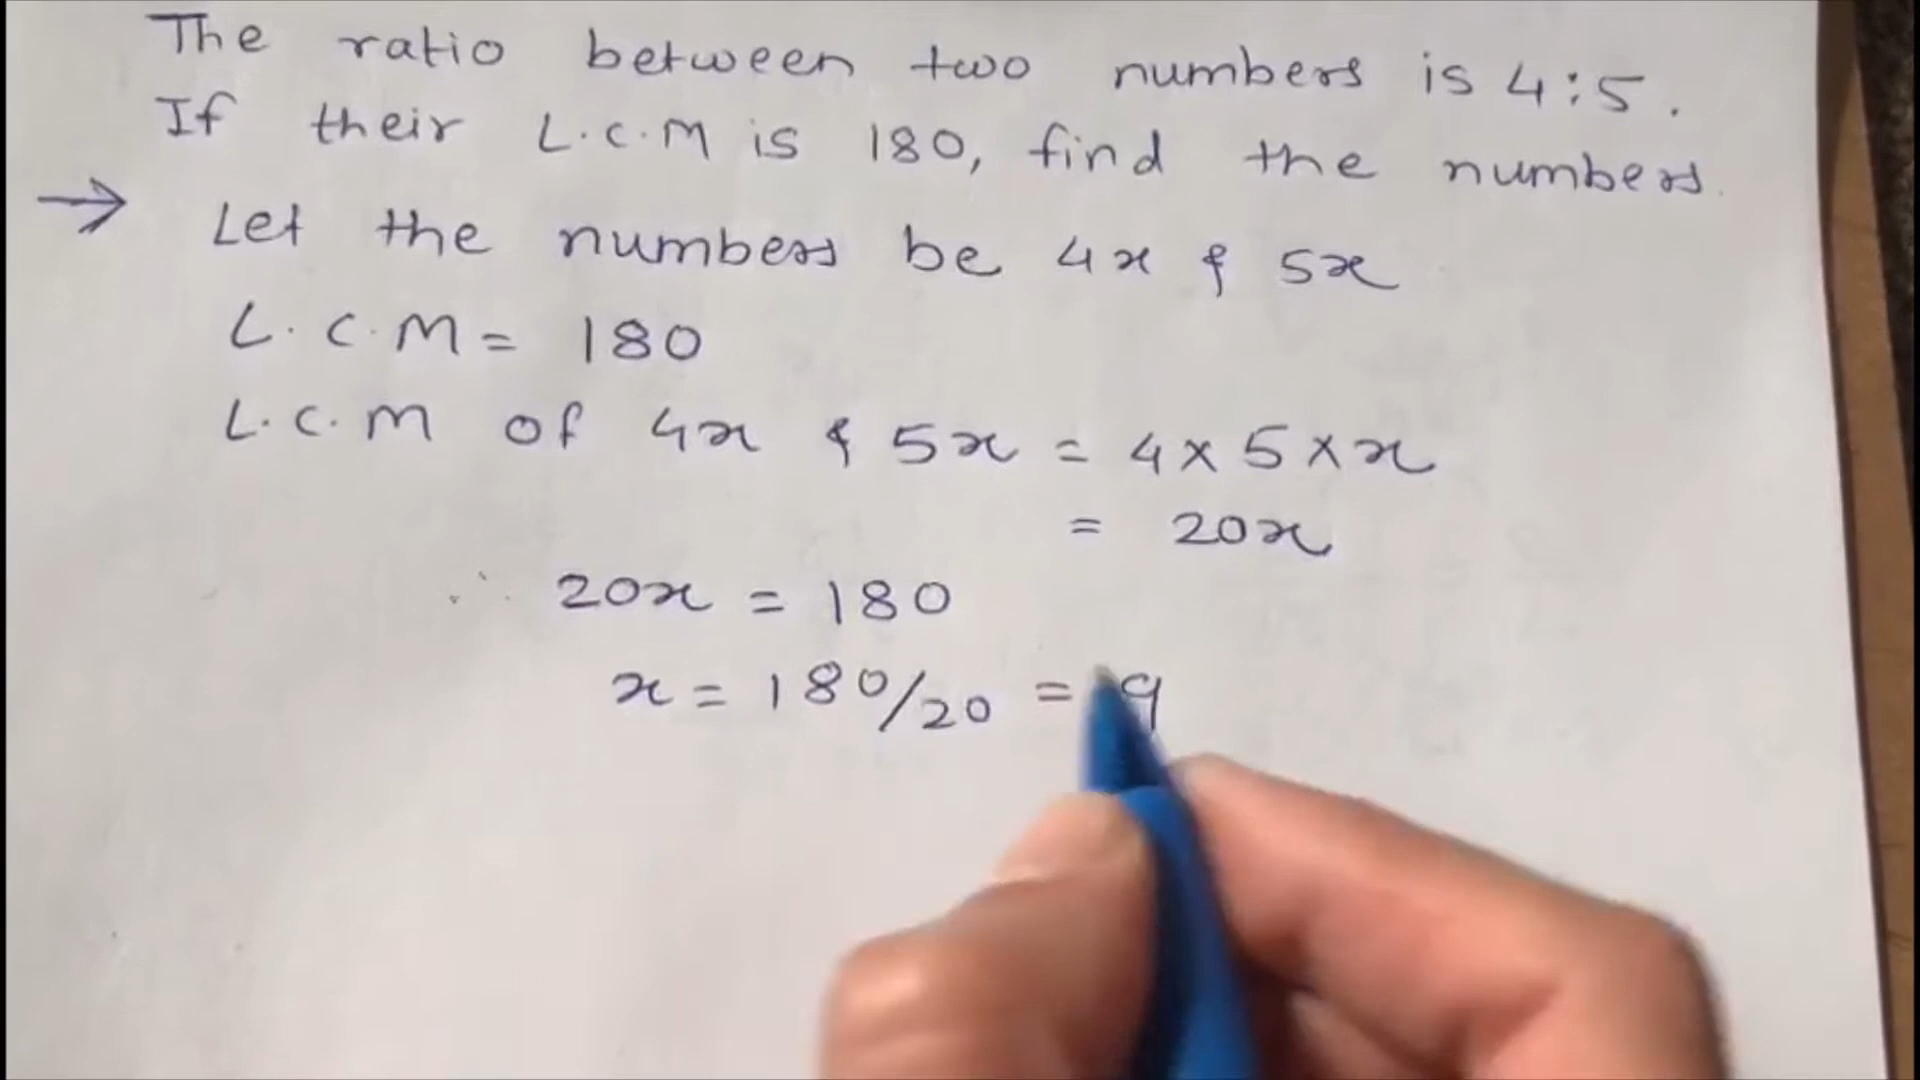 The ratio between two numbers is 4:5.
If their L.C.M is 180, find the numbers
→ Let the numbers be 4x & 5x
L.C.M = 180
L.C.M of 4x & 5x = 4 × 5 × x
= 20x
∴ 20x = 180
x = 180/20 = 9